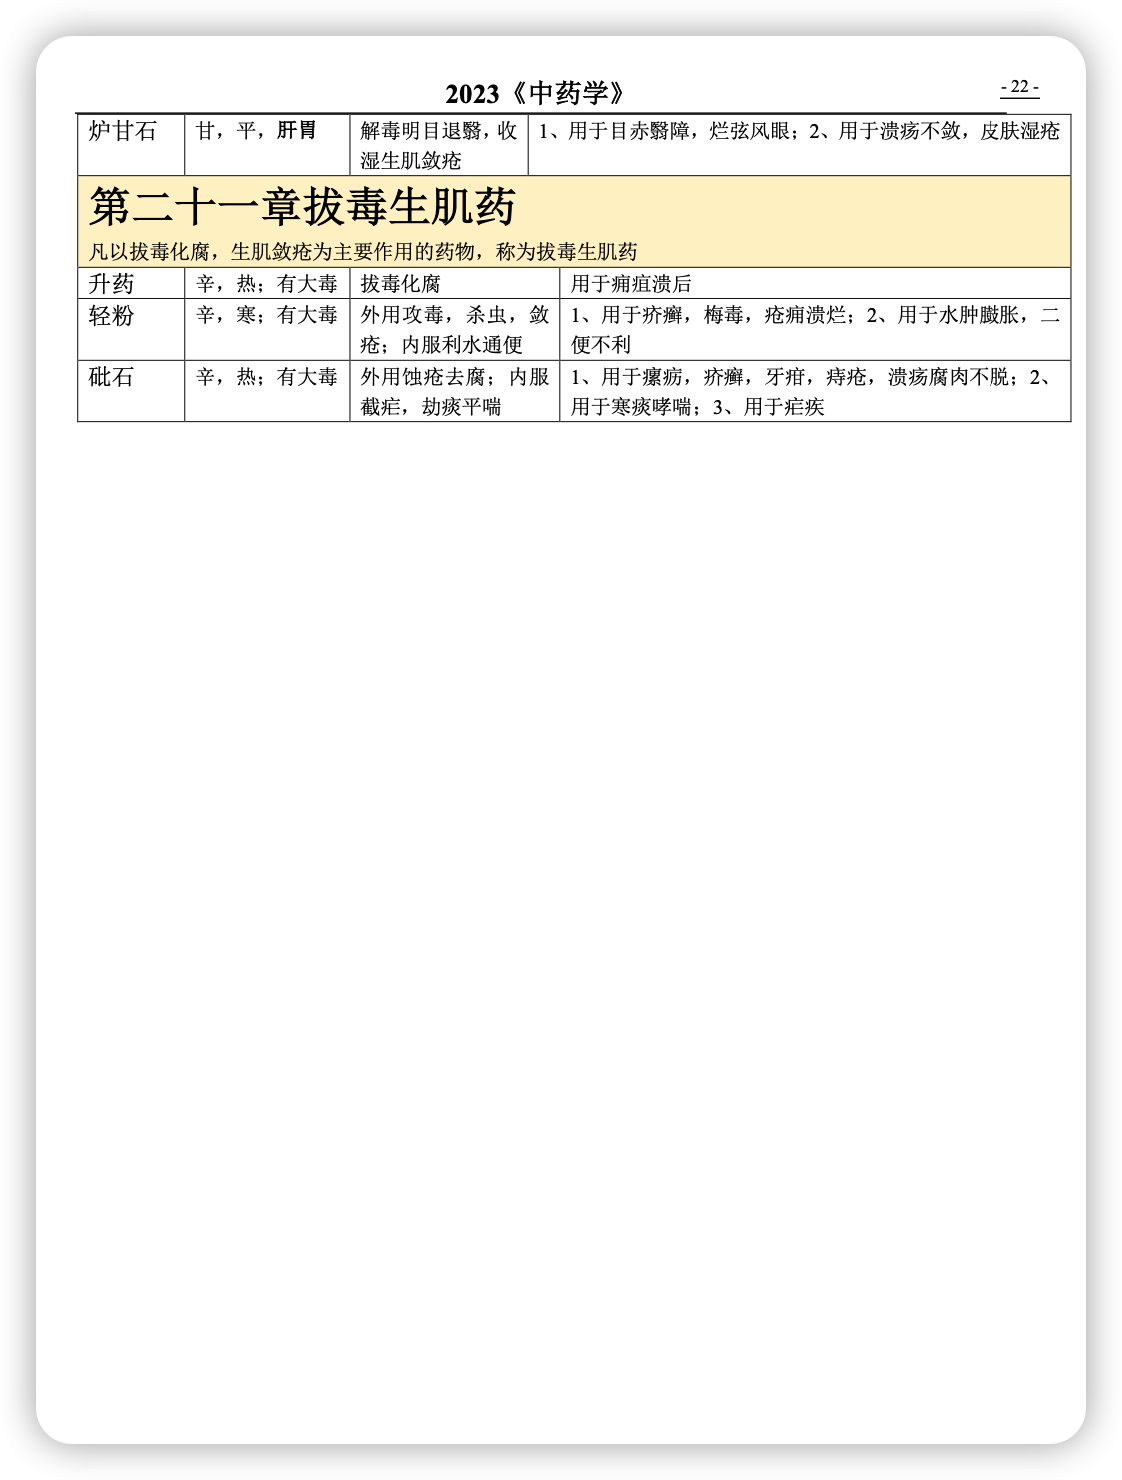 2023《中药学》
- 22 -
炉甘石 甘，平，肝胃 解毒明目退翳，收 1、用于目赤翳障，烂弦风眼；2、用于溃疡不敛，皮肤湿疮
湿生肌敛疮
第二十一章拔毒生肌药
凡以拔毒化腐，生肌敛疮为主要作用的药物，称为拔毒生肌药
升药 辛，热；有大毒 拔毒化腐 用于痈疽溃后
轻粉 辛，寒；有大毒 外用攻毒，杀虫，敛 1、用于疥癣，梅毒，疮痈溃烂；2、用于水肿臌胀，二
疮；内服利水通便 便不利
砒石 辛，热；有大毒 外用蚀疮去腐；内服 1、用于瘰疬，疥癣，牙疳，痔疮，溃疡腐肉不脱；2、
截疟，劫痰平喘 用于寒痰哮喘；3、用于疟疾